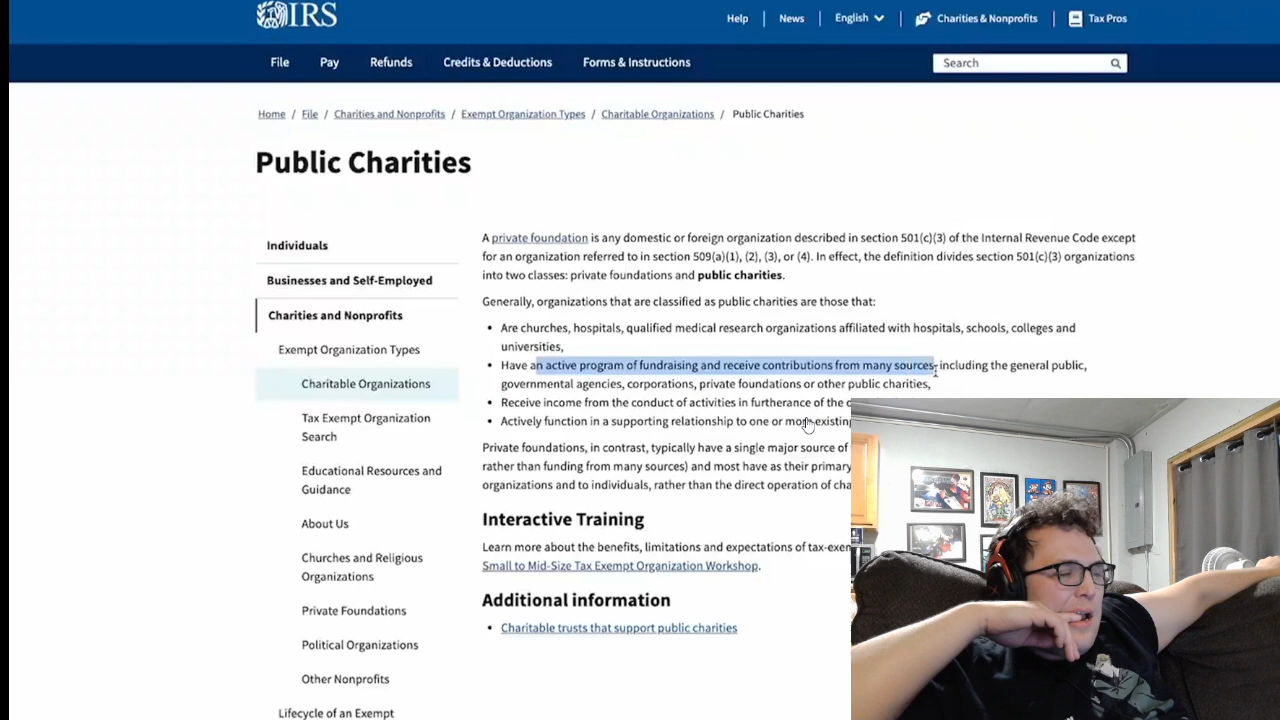 IRS
Help
News
English
Charities & Nonprofits
Tax Pros
File
Pay
Refunds
Credits & Deductions
Forms & Instructions
Search
Home / File / Charities and Nonprofits / Exempt Organization Types / Charitable Organizations / Public Charities
Public Charities
Individuals
Businesses and Self-Employed
Charities and Nonprofits
Exempt Organization Types
Charitable Organizations
Tax Exempt Organization
Search
Educational Resources and
Guidance
About Us
Churches and Religious
Organizations
Private Foundations
Political Organizations
Other Nonprofits
Lifecycle of an Exempt
A private foundation is any domestic or foreign organization described in section 501(c)(3) of the Internal Revenue Code except
for an organization referred to in section 509(a)(1), (2), (3), or (4). In effect, the definition divides section 501(c)(3) organizations
into two classes: private foundations and public charities.
Generally, organizations that are classified as public charities are those that:
• Are churches, hospitals, qualified medical research organizations affiliated with hospitals, schools, colleges and
universities,
• Have an active program of fundraising and receive contributions from many sources, including the general public,
governmental agencies, corporations, private foundations or other public charities,
• Receive income from the conduct of activities in furtherance of the
• Actively function in a supporting relationship to one or more existing
Private foundations, in contrast, typically have a single major source of
rather than funding from many sources) and most have as their primary
organizations and to individuals, rather than the direct operation of
Interactive Training
Learn more about the benefits, limitations and expectations of
Small to Mid-Size Tax Exempt Organization Workshop.
Additional information
• Charitable trusts that support public charities